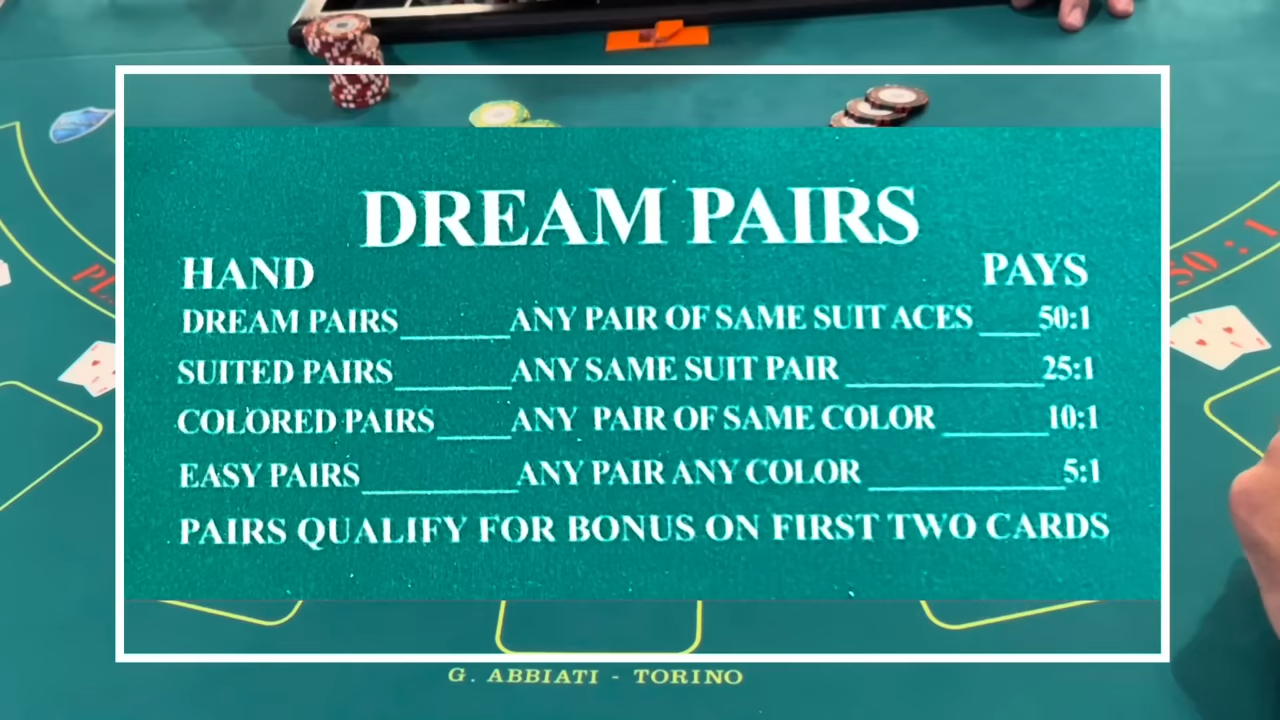 DREAM PAIRS
HAND PAYS
DREAM PAIRS ANY PAIR OF SAME SUIT ACES 50:1
SUITED PAIRS ANY SAME SUIT PAIR 25:1
COLORED PAIRS ANY PAIR OF SAME COLOR 10:1
EASY PAIRS ANY PAIR ANY COLOR 5:1
PAIRS QUALIFY FOR BONUS ON FIRST TWO CARDS
50:1
G. ABBIATI - TORINO